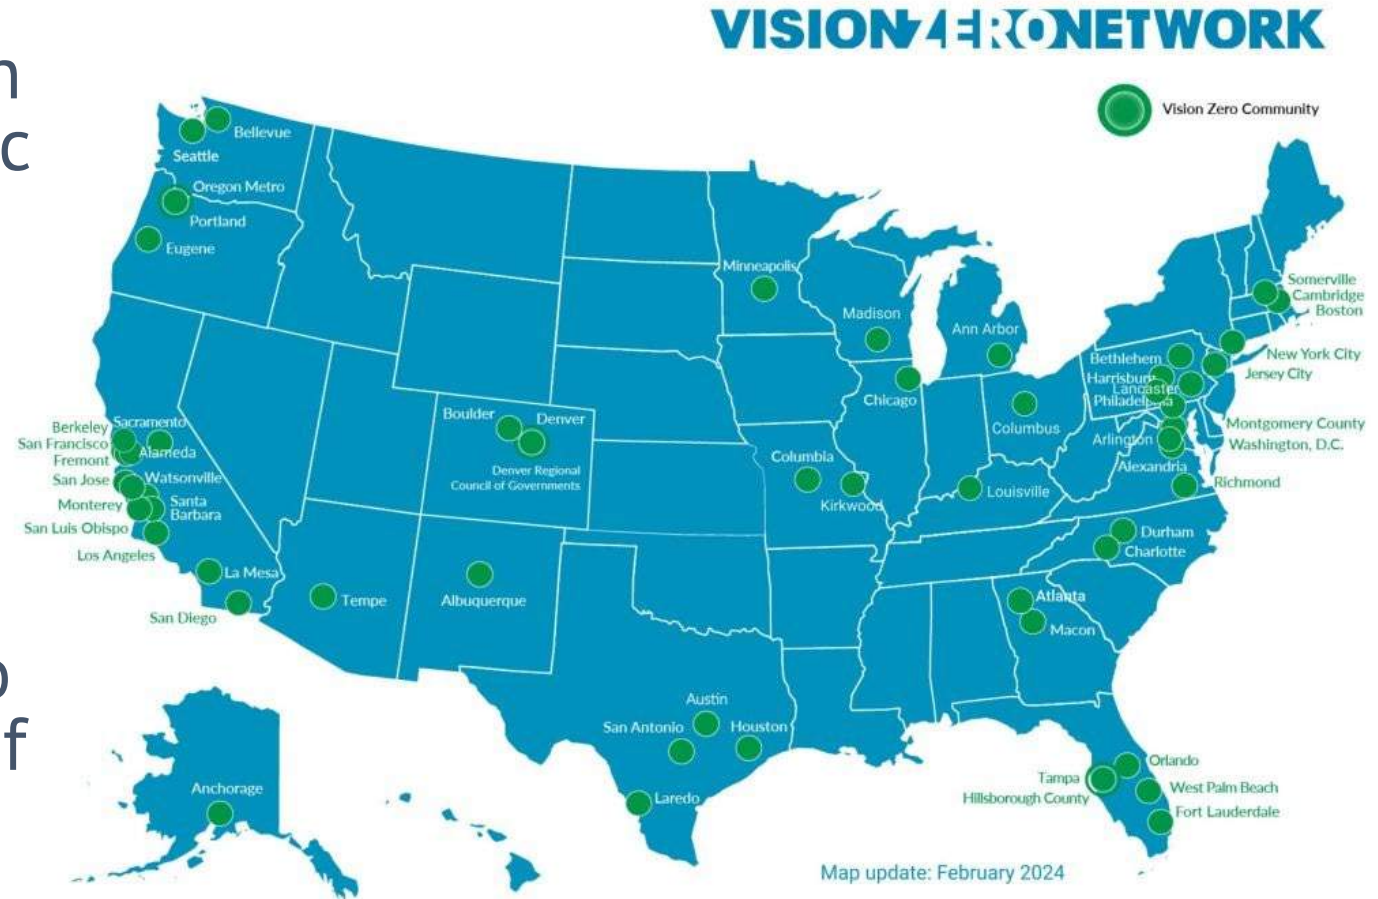 VISIONZERONETWORK
n
c
o
f
Vision Zero Community
Bellevue
Seattle
Oregon Metro
Portland
Eugene
Minneapolis
Madison
Ann Arbor
Chicago
Columbus
Somerville
Cambridge
Boston
New York City
Jersey City
Bethlehem
Harrisburg
Lancaster
Philadelphia
Montgomery County
Washington, D.C.
Arlington
Alexandria
Richmond
Boulder
Denver
Denver Regional
Council of Governments
Columbia
Kirkwood
Louisville
Durham
Charlotte
Sacramento
Berkeley
San Francisco
Alameda
Fremont
San Jose
Watsonville
Monterey
Santa
Barbara
San Luis Obispo
Los Angeles
La Mesa
San Diego
Tempe
Albuquerque
Atlanta
Macon
Austin
San Antonio
Houston
Laredo
Anchorage
Orlando
Tampa
Hillsborough County
West Palm Beach
Fort Lauderdale
Map update: February 2024